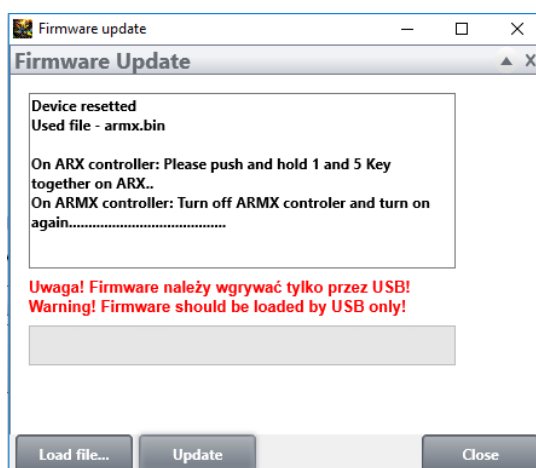 Firmware update
Firmware Update
X
Device resetted
Used file - armx.bin
On ARX controller: Please push and hold 1 and 5 Key
together on ARX..
On ARMX controller: Turn off ARMX controler and turn on
again........................................
Uwaga! Firmware należy wgrywać tylko przez USB!
Warning! Firmware should be loaded by USB only!
Load file...
Update
Close